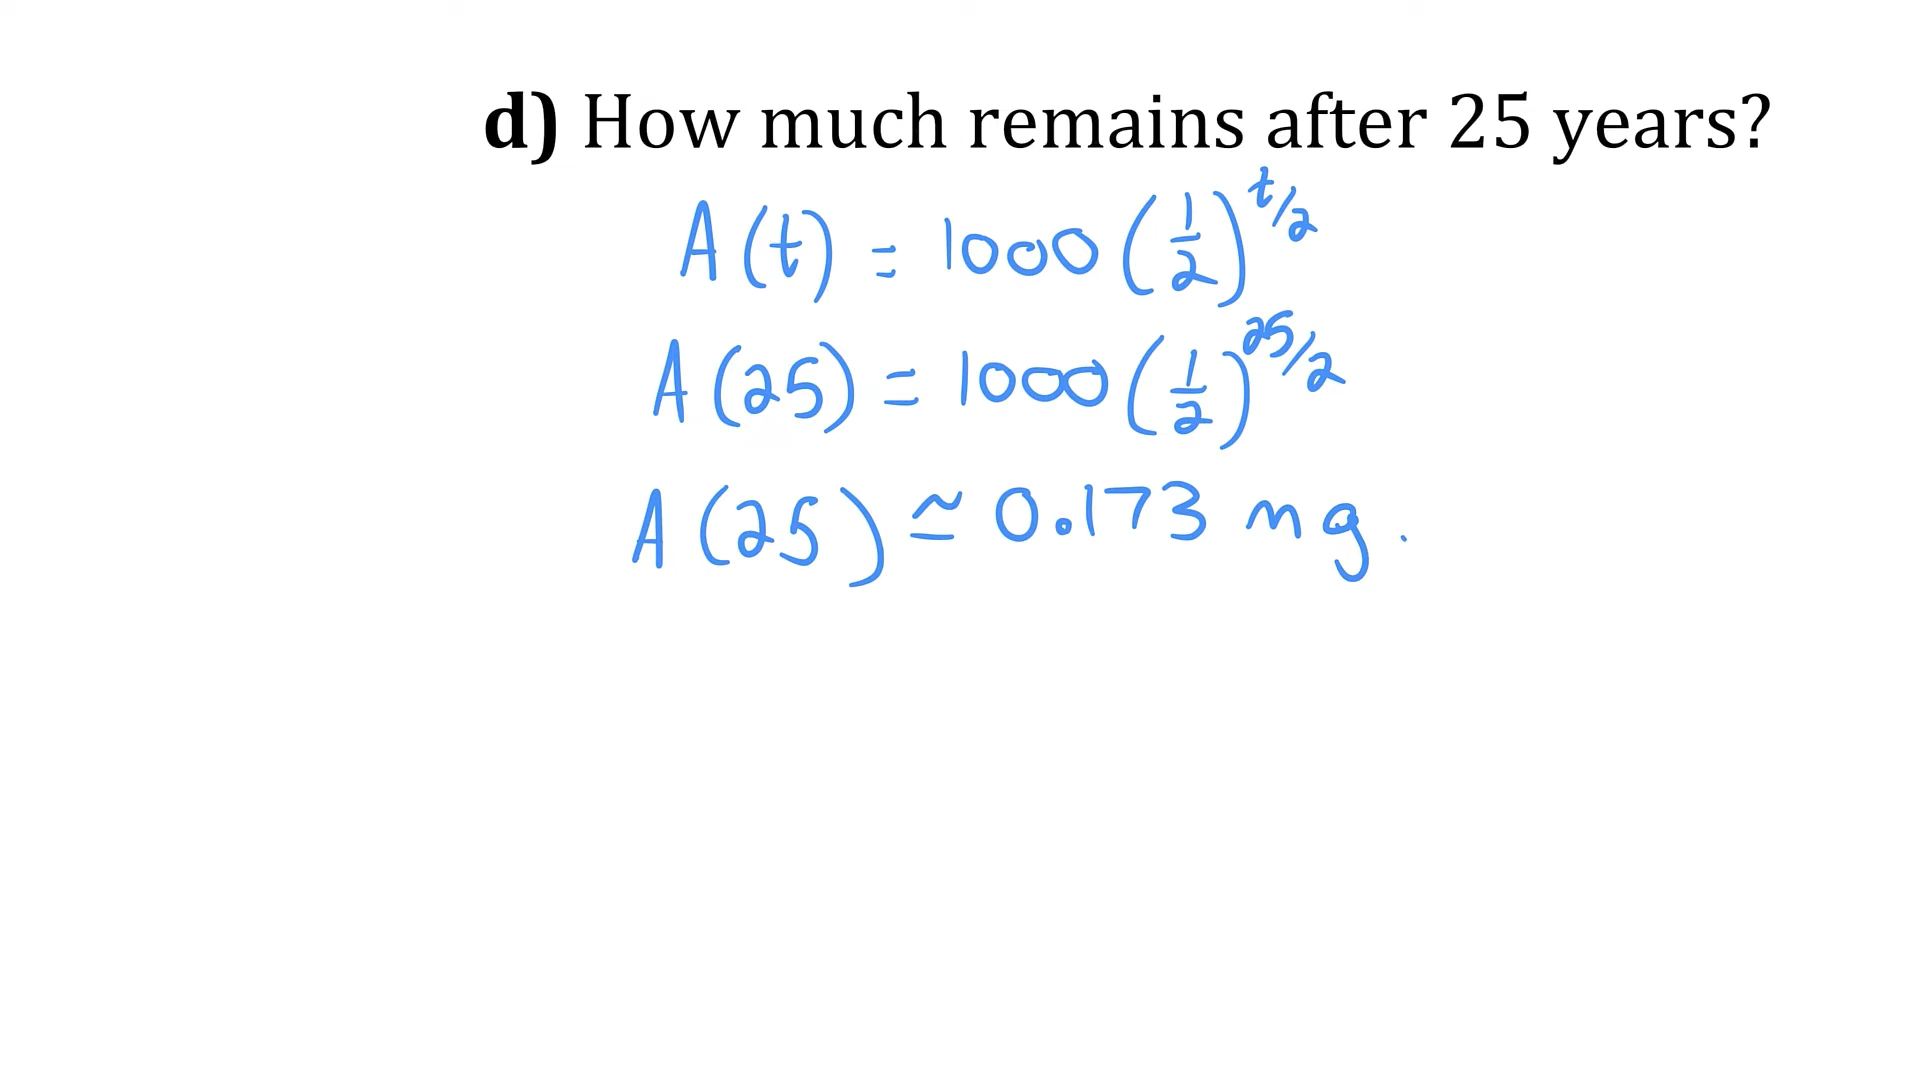 d) How much remains after 25 years?
A(t) = 1000 (1/2)^t/2
A(25) = 1000 (1/2)^25/2
A(25) ≃ 0.173 mg.